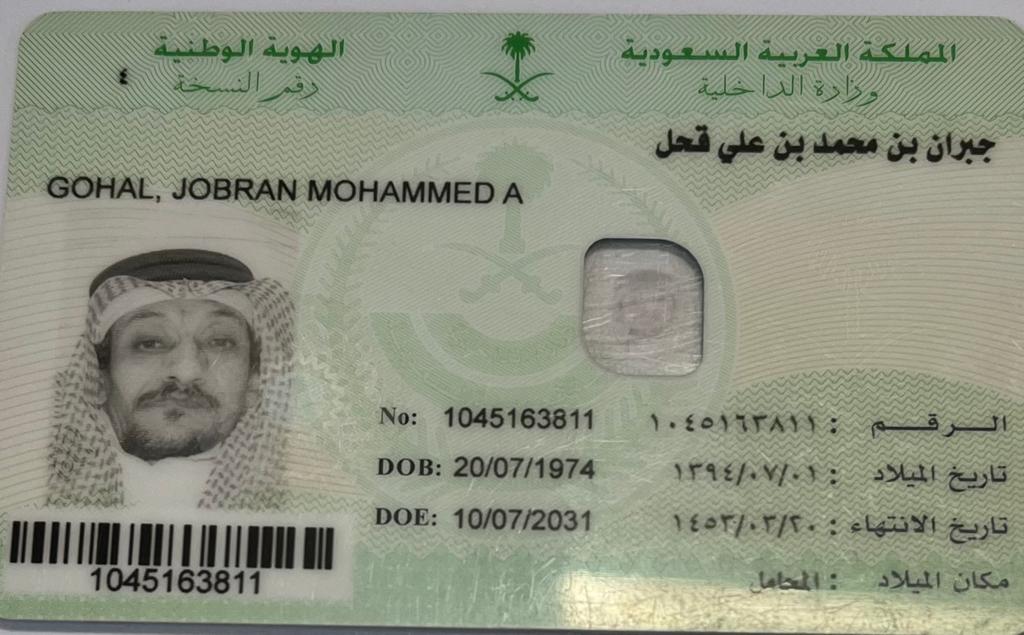 المملكة العربية السعودية
وزارة الداخلية
الهوية الوطنية
رقم النسخة ٤
جبران بن محمد بن علي قحل
GOHAL, JOBRAN MOHAMMED A
No: 1045163811
الرقم : ١٠٤٥١٦٣٨١١
DOB: 20/07/1974
تاريخ الميلاد : ١٣٩٤/٠٧/٠١
DOE: 10/07/2031
تاريخ الانتهاء : ١٤٥٣/٠٣/٢٠
مكان الميلاد :
1045163811